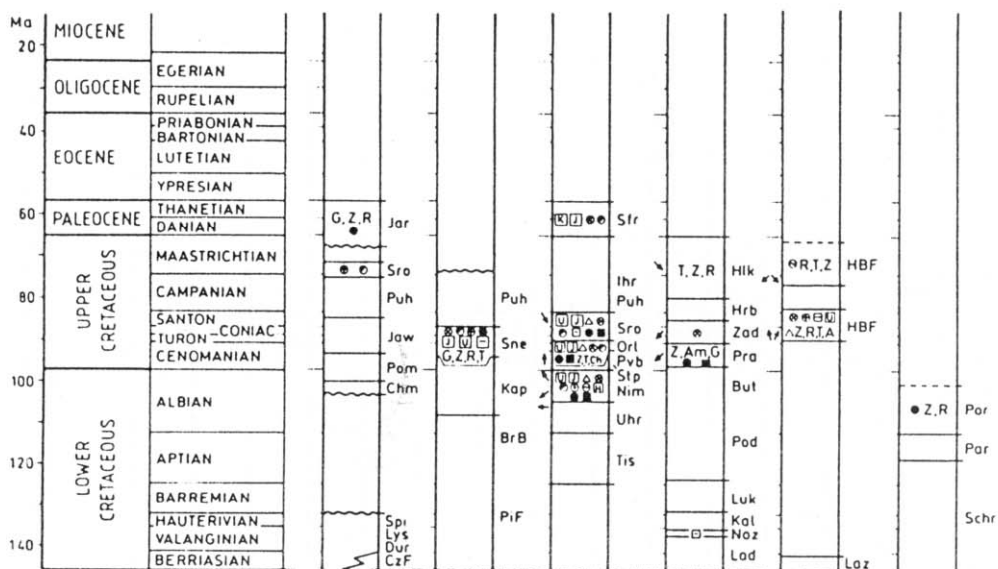 Ma
MIOCENE
20
EGERIAN
OLIGOCENE
RUPELIAN
PRIABONIAN
40
BARTONIAN
EOCENE
LUTETIAN
YPRESIAN
THANETIAN
60
PALEOCENE
DANIAN
G, Z, R
Jar
K J
Sfr
MAASTRICHTIAN
Sro
T, Z, R
Hlk
R, T, Z
HBF
UPPER
CRETACEOUS
80
CAMPANIAN
Puh
Puh
Jhr
Puh
Hrb
SANTON
CONIAC
TURON
CENOMANIAN
Jaw
Pom
J U
G, Z, R, T
Sne
U J
Sro
U J
Orl
Z,T,Ch
Pvb
Zad
Z, Am, G
Pra
U
Z, R, T, A
HBF
100
Chm
Kap
U J
H
Stp
Nim
But
LOWER
CRETACEOUS
ALBIAN
BrB
Uhr
Pod
Z, R
Por
120
APTIAN
Tis
Par
BARREMIAN
PiF
Luk
HAUTERIVIAN
Spi
Kal
Schr
VALANGINIAN
Lys
Noz
140
BERRIASIAN
Dur
CzF
Lad
Laz